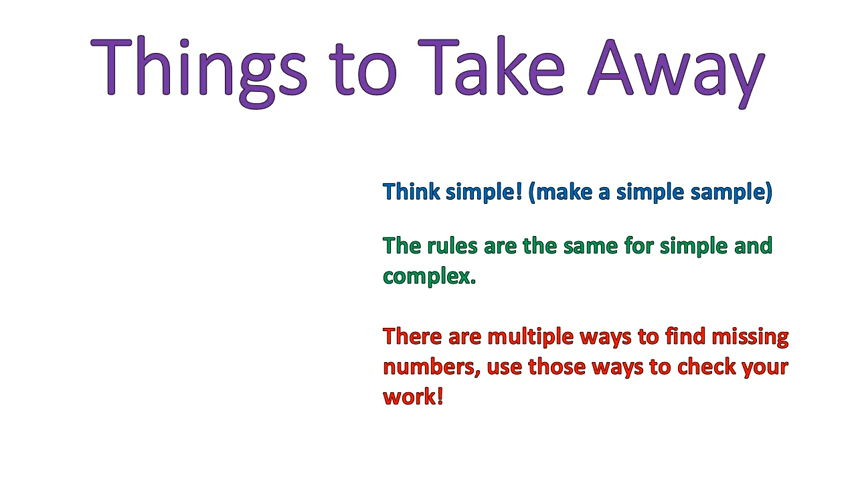 Things to Take Away
Think simple! (make a simple sample)
The rules are the same for simple and
complex.
There are multiple ways to find missing
numbers, use those ways to check your
work!